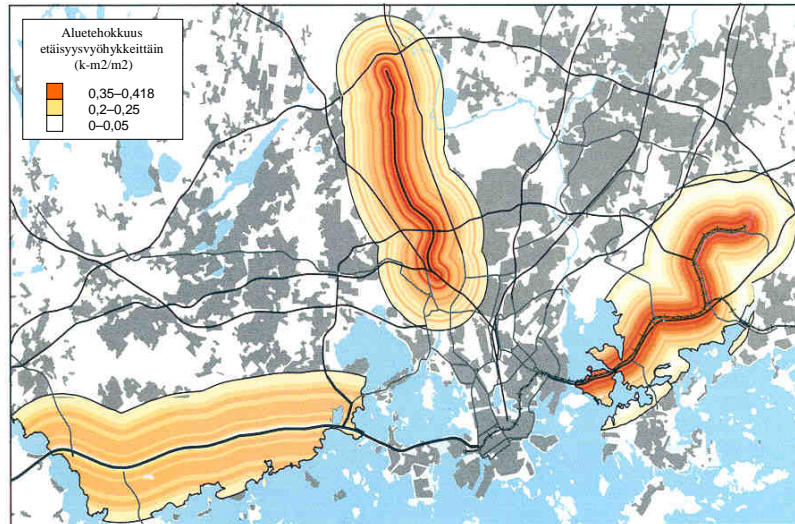 Aluetehokkuus
etäisyysvyöhykkeittäin
(k-m2/m2)
0,35–0,418
0,2–0,25
0–0,05